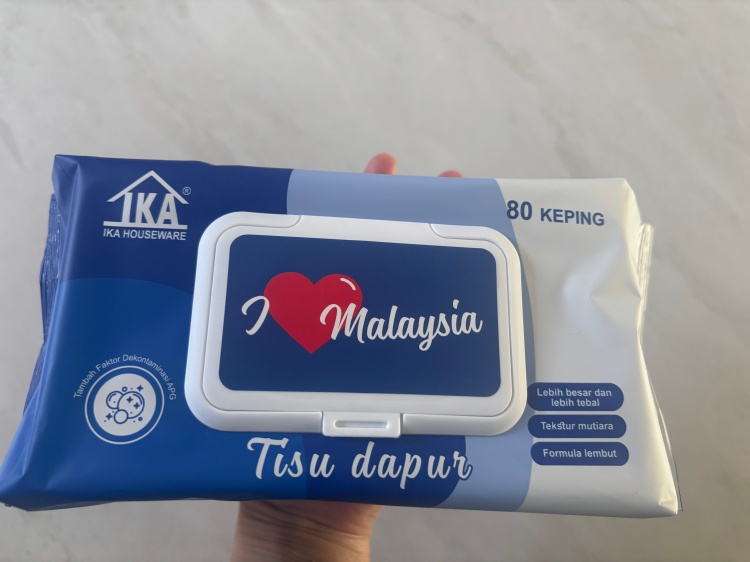 IKA®
IKA HOUSEWARE
80 KEPING
I Malaysia
Tambah Faktor Dekontaminasi APG
Lebih besar dan
lebih tebal
Tekstur mutiara
Formula lembut
Tisu dapur